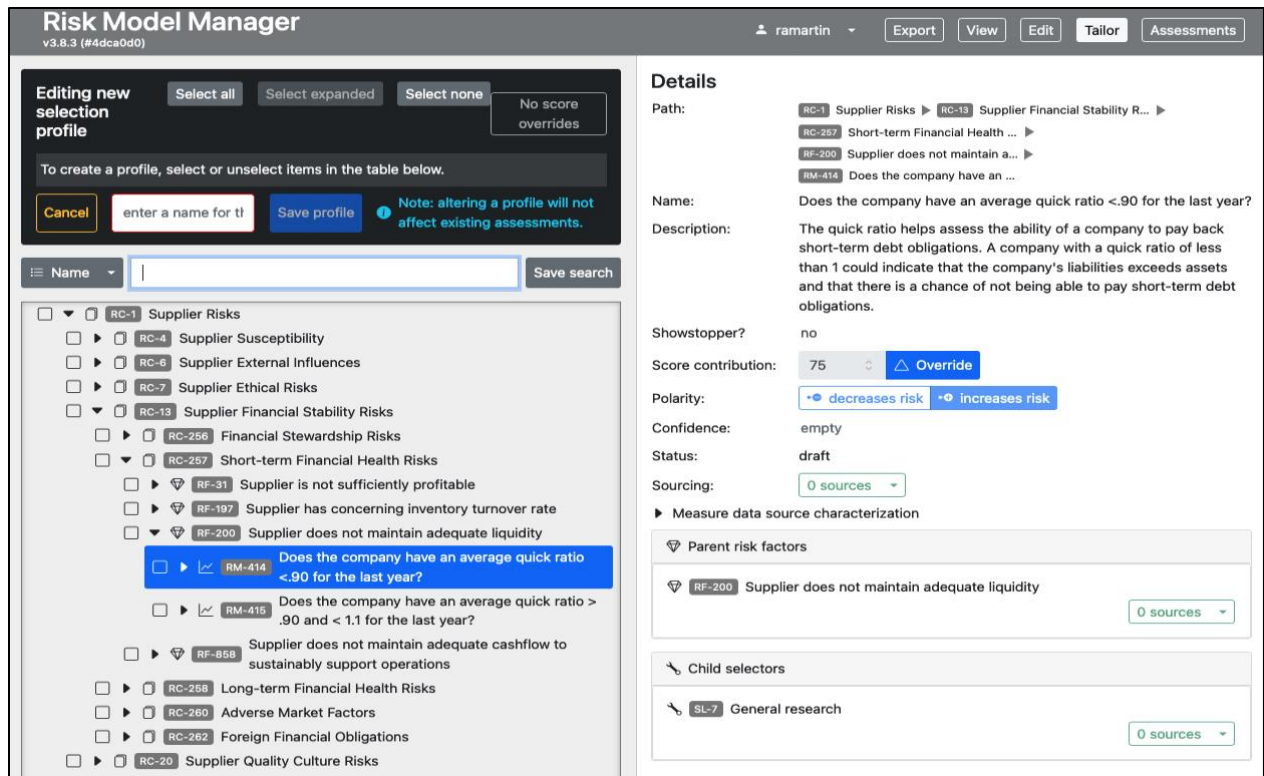 Risk Model Manager
v3.8.3 (#4dca0d0)
ramartin
Export
View
Edit
Tailor
Assessments
Editing new
selection
profile
Select all
Select expanded
Select none
No score
overrides
To create a profile, select or unselect items in the table below.
Cancel
enter a name for th
Save profile
Note: altering a profile will not
affect existing assessments.
Name
Save search
RC-1 Supplier Risks
RC-4 Supplier Susceptibility
RC-6 Supplier External Influences
RC-7 Supplier Ethical Risks
RC-13 Supplier Financial Stability Risks
RC-256 Financial Stewardship Risks
RC-257 Short-term Financial Health Risks
RF-31 Supplier is not sufficiently profitable
RF-197 Supplier has concerning inventory turnover rate
RF-200 Supplier does not maintain adequate liquidity
RM-414 Does the company have an average quick ratio
<.90 for the last year?
RM-415 Does the company have an average quick ratio >
.90 and < 1.1 for the last year?
RF-858 Supplier does not maintain adequate cashflow to
sustainably support operations
RC-258 Long-term Financial Health Risks
RC-260 Adverse Market Factors
RC-262 Foreign Financial Obligations
RC-20 Supplier Quality Culture Risks
Details
Path:
RC-1 Supplier Risks RC-13 Supplier Financial Stability R...
RC-257 Short-term Financial Health ...
RF-200 Supplier does not maintain a...
RM-414 Does the company have an ...
Name: Does the company have an average quick ratio <.90 for the last year?
Description: The quick ratio helps assess the ability of a company to pay back
short-term debt obligations. A company with a quick ratio of less
than 1 could indicate that the company's liabilities exceeds assets
and that there is a chance of not being able to pay short-term debt
obligations.
Showstopper? no
Score contribution: 75 Override
Polarity: decreases risk increases risk
Confidence: empty
Status: draft
Sourcing: 0 sources
Measure data source characterization
Parent risk factors
RF-200 Supplier does not maintain adequate liquidity
0 sources
Child selectors
SL-7 General research
0 sources